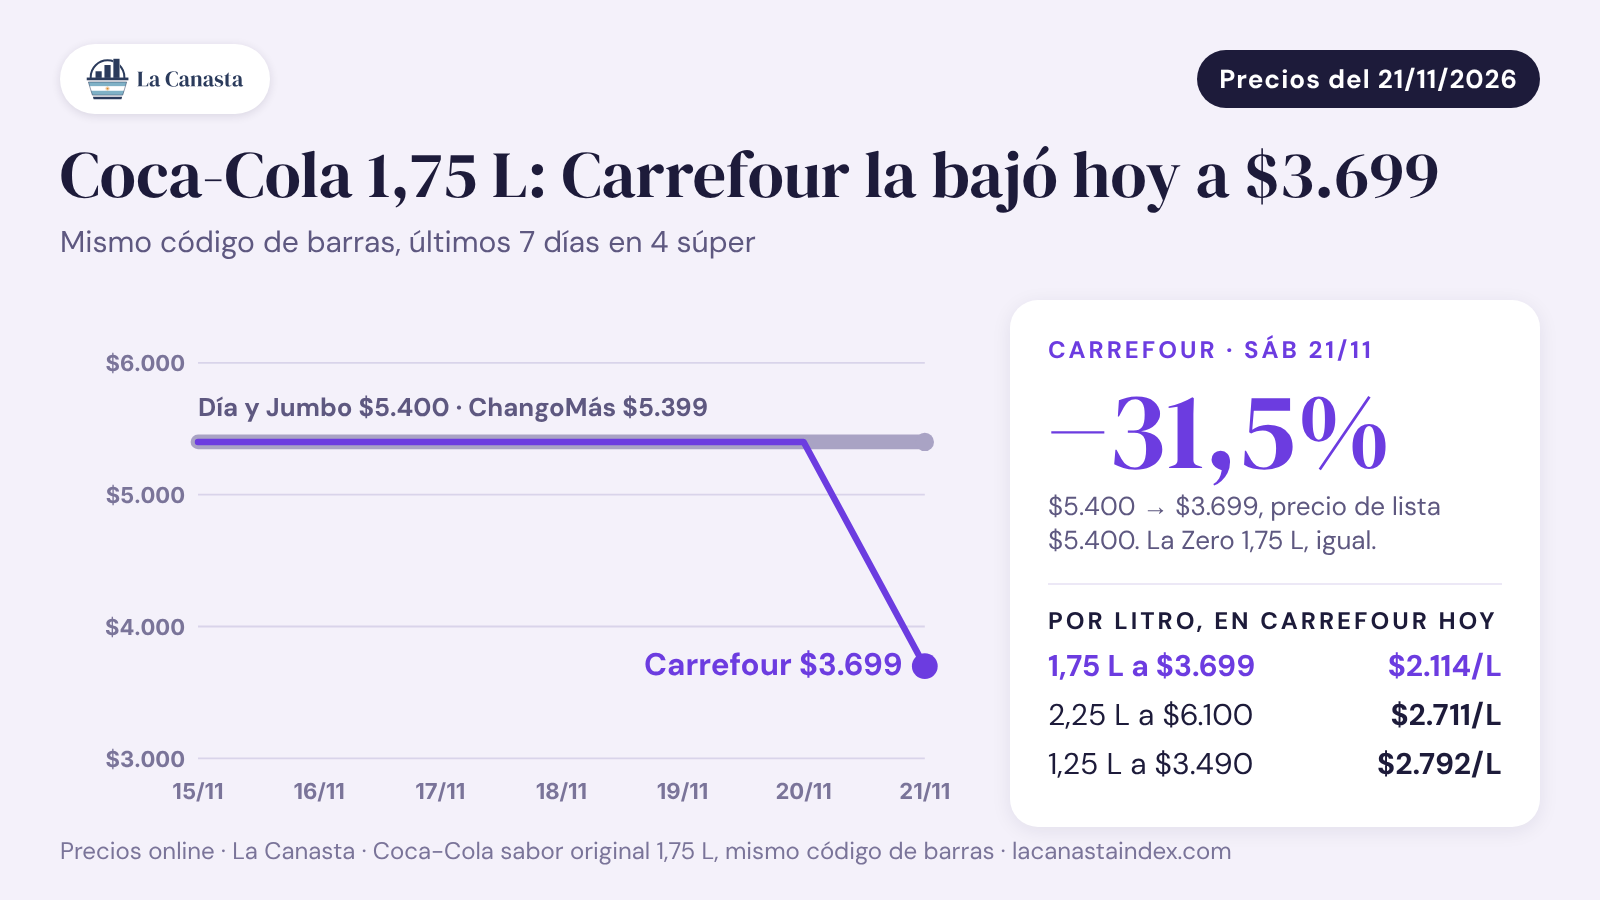 La Canasta
Precios del 21/11/2026
Coca-Cola 1,75 L: Carrefour la bajó hoy a $3.699
Mismo código de barras, últimos 7 días en 4 súper
$6.000
Día y Jumbo $5.400 · ChangoMás $5.399
$5.000
$4.000
Carrefour $3.699
$3.000
15/11 16/11 17/11 18/11 19/11 20/11 21/11
CARREFOUR · SÁB 21/11
−31,5%
$5.400 → $3.699, precio de lista
$5.400. La Zero 1,75 L, igual.
POR LITRO, EN CARREFOUR HOY
1,75 L a $3.699 $2.114/L
2,25 L a $6.100 $2.711/L
1,25 L a $3.490 $2.792/L
Precios online · La Canasta · Coca-Cola sabor original 1,75 L, mismo código de barras · lacanastaindex.com